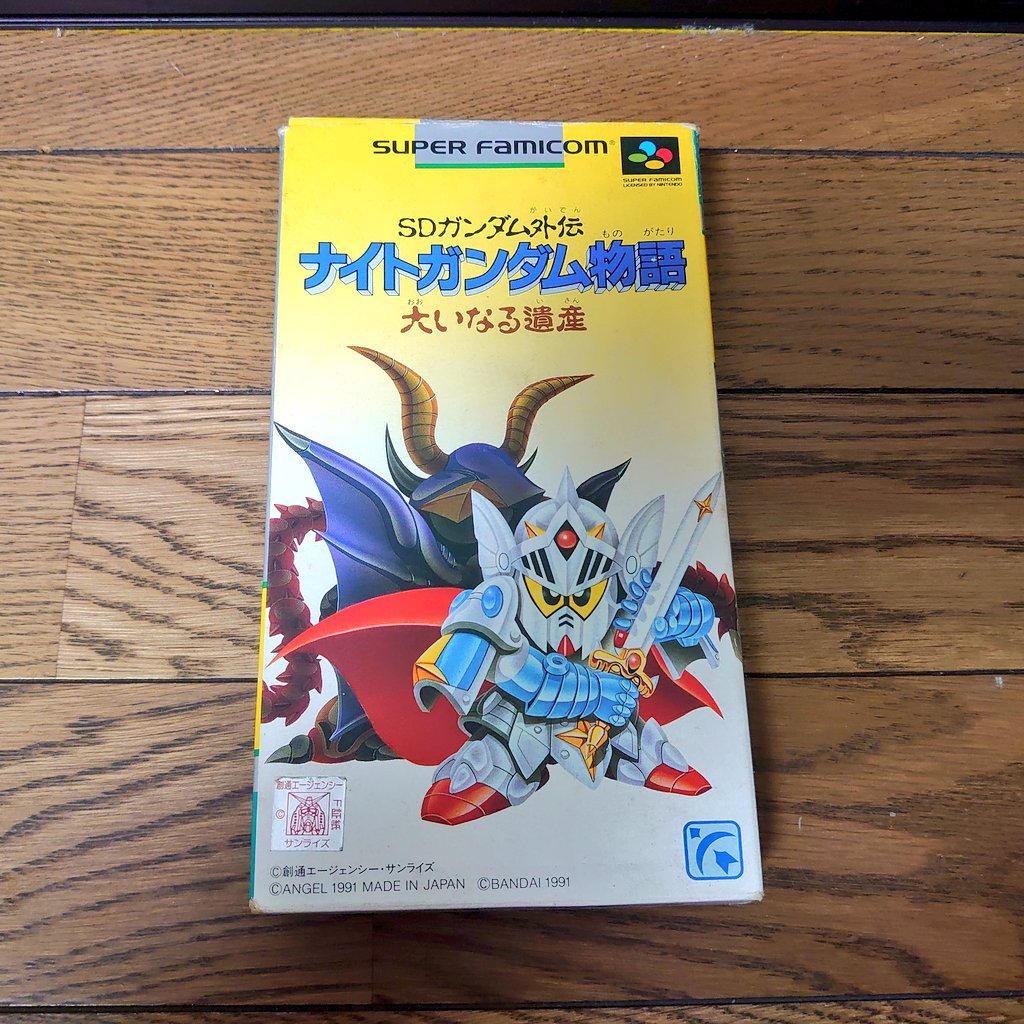 SUPER FAMICOM®
SUPER FAMICOM
LICENSED BY NINTENDO
がいでん
SDガンダム外伝
ものがたり
ナイトガンダム物語
おおいさん
大いなる遺産
創通エージェンシー
©
サンライズ
©創通エージェンシー・サンライズ
©ANGEL 1991 MADE IN JAPAN ©BANDAI 1991